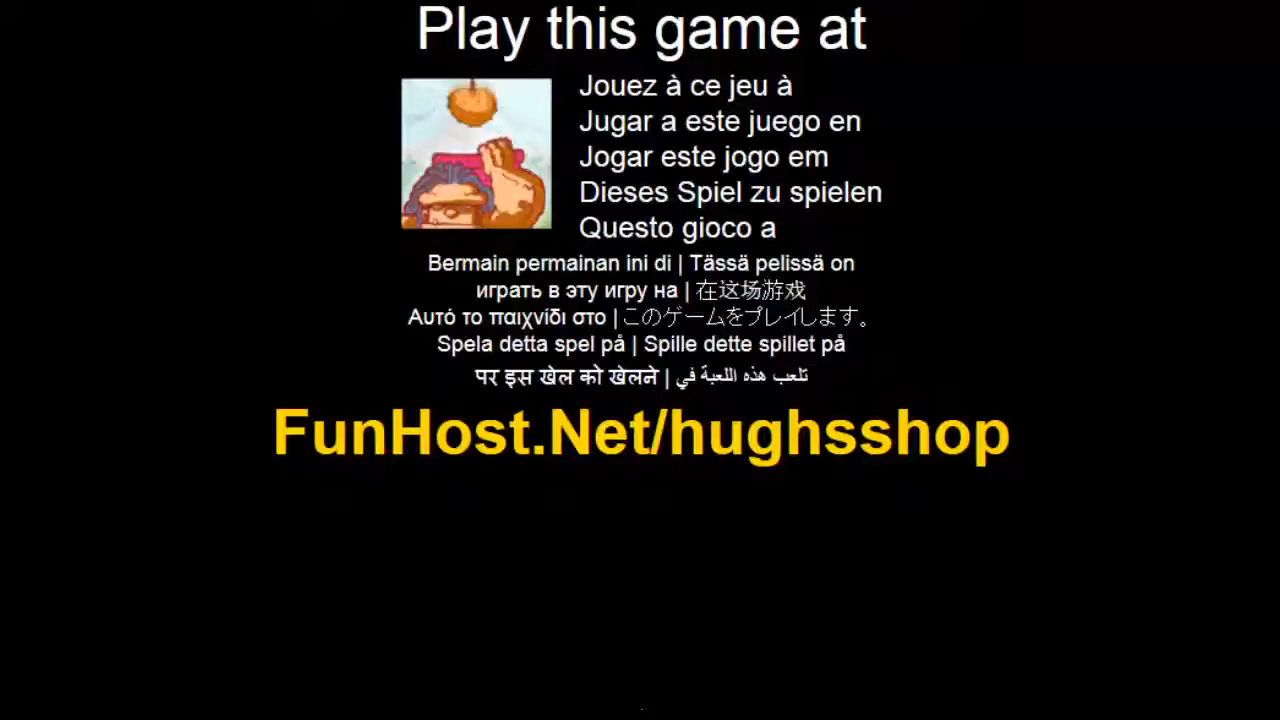 Play this game at
Jouez à ce jeu à
Jugar a este juego en
Jogar este jogo em
Dieses Spiel zu spielen
Questo gioco a
Bermain permainan ini di | Tässä pelissä on
играть в эту игру на | 在这场游戏
Αυτό το παιχνίδι στο | このゲームをプレイします。
Spela detta spel på | Spille dette spillet på
पर इस खेल को खेलने | تلعب هذه اللعبة في
FunHost.Net/hughsshop